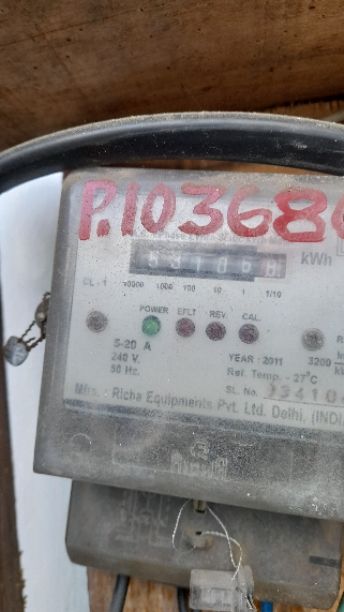 P.103680
kWh
CL.-1 10000 1000 100 10 1 1/10
POWER EFLT REV. CAL.
5-20 A
240 V.
50 Hz.
YEAR : 2011
3200
Ref. Temp. - 27°C
SL. No.
Mfrs. : Richa Equipments Pvt. Ltd. Delhi. (INDI